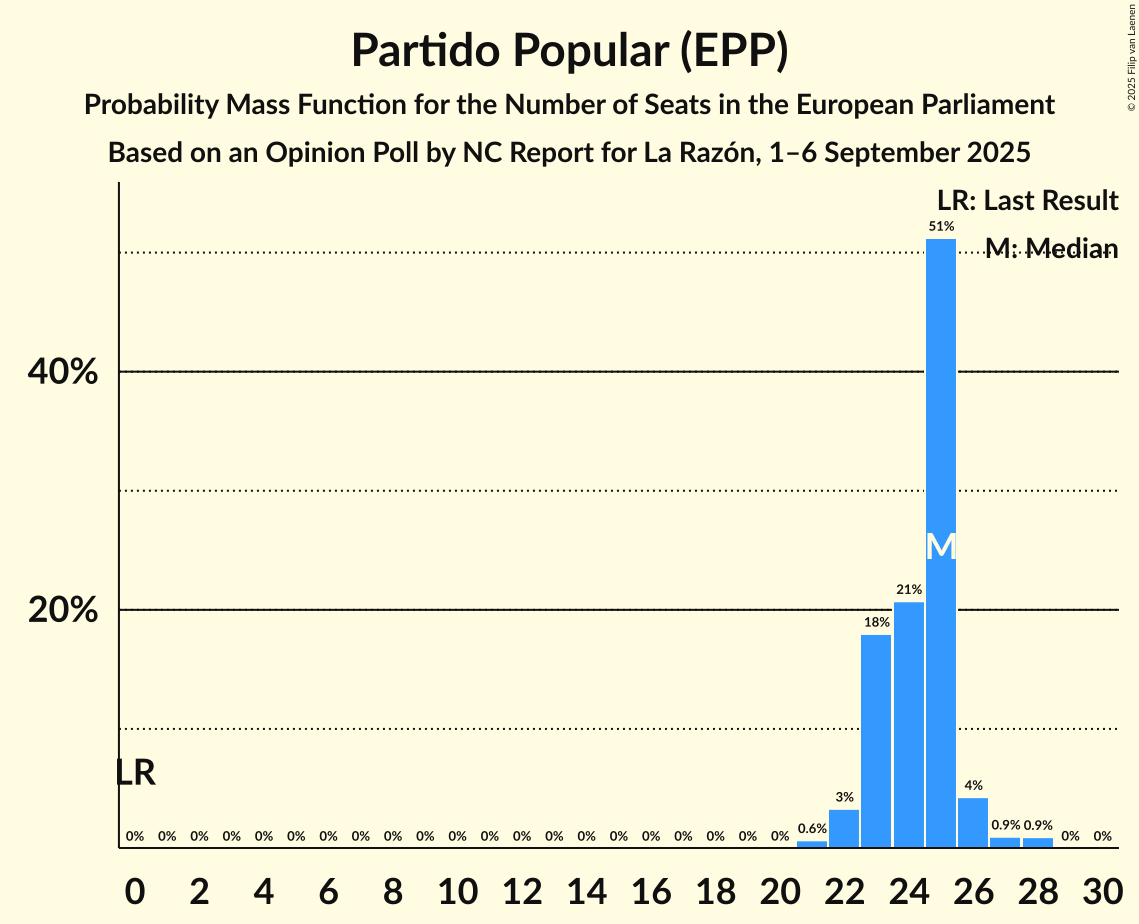 Partido Popular (EPP)
Probability Mass Function for the Number of Seats in the European Parliament
Based on an Opinion Poll by NC Report for La Razón, 1–6 September 2025
© 2025 Filip van Laenen
LR: Last Result
M: Median
51%
40%
M
21%
20%
18%
LR
4%
3%
0.6% 0.9% 0.9%
0% 0% 0% 0% 0% 0% 0% 0% 0% 0% 0% 0% 0% 0% 0% 0% 0% 0% 0% 0% 0% 0% 0%
0 2 4 6 8 10 12 14 16 18 20 22 24 26 28 30